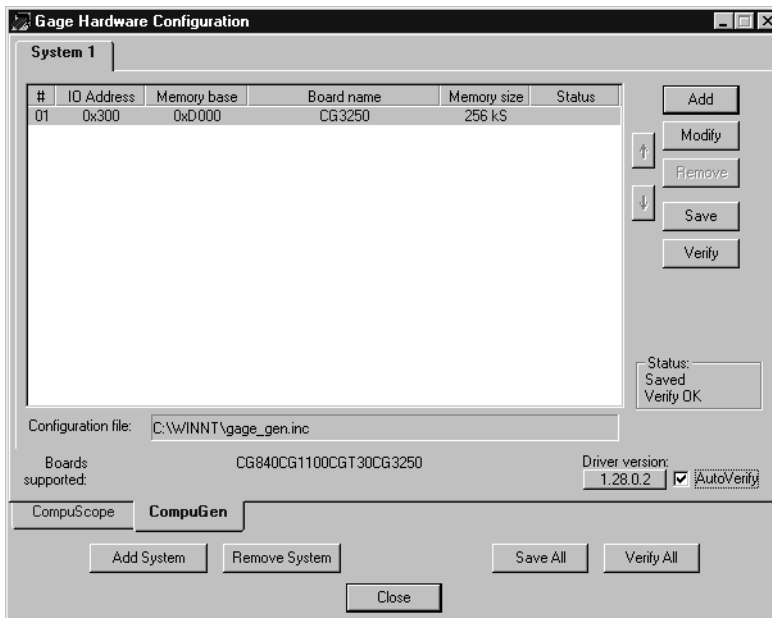 Gage Hardware Configuration
System 1
# IO Address Memory base Board name Memory size Status
01 0x300 0xD000 CG3250 256 kS
Add
Modify
Remove
Save
Verify
Status:
Saved
Verify OK
Configuration file: C:\WINNT\gage_gen.inc
Boards supported: CG840CG1100CGT30CG3250
Driver version:
1.28.0.2 AutoVerify
CompuScope CompuGen
Add System Remove System Save All Verify All
Close